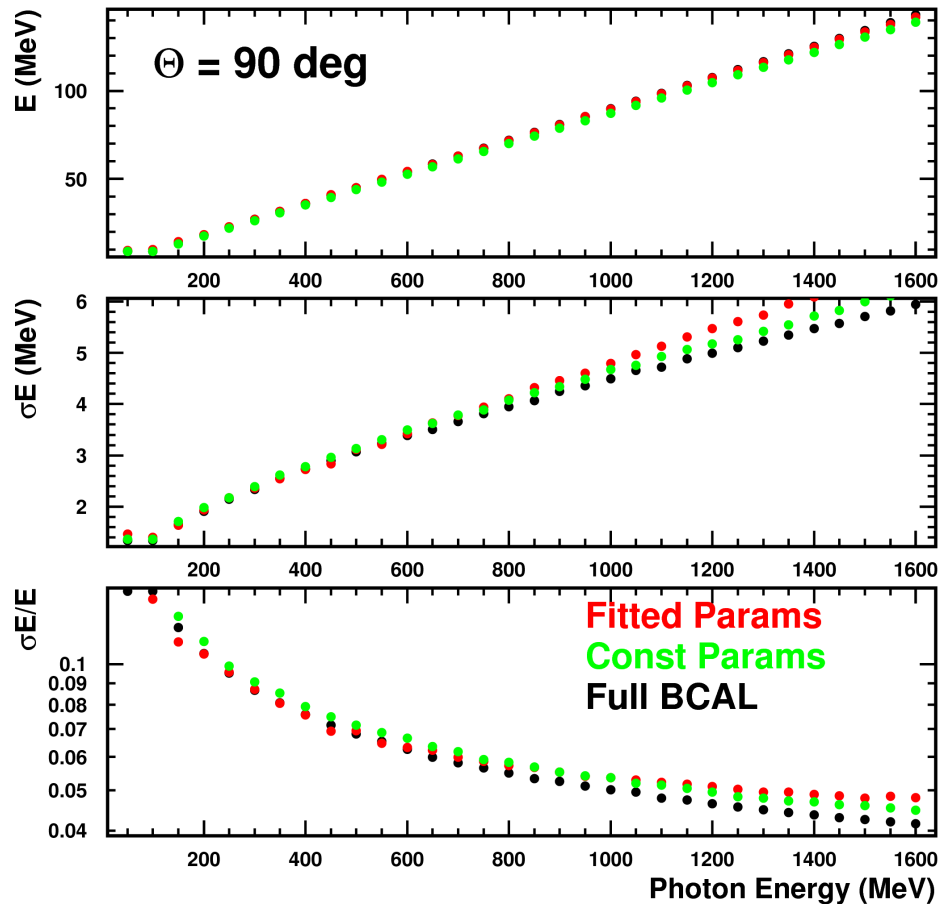 E (MeV)
Θ = 90 deg
100
50
200 400 600 800 1000 1200 1400 1600
σE (MeV)
6
5
4
3
2
200 400 600 800 1000 1200 1400 1600
σE/E
Fitted Params
Const Params
Full BCAL
0.1
0.09
0.08
0.07
0.06
0.05
0.04
200 400 600 800 1000 1200 1400 1600
Photon Energy (MeV)